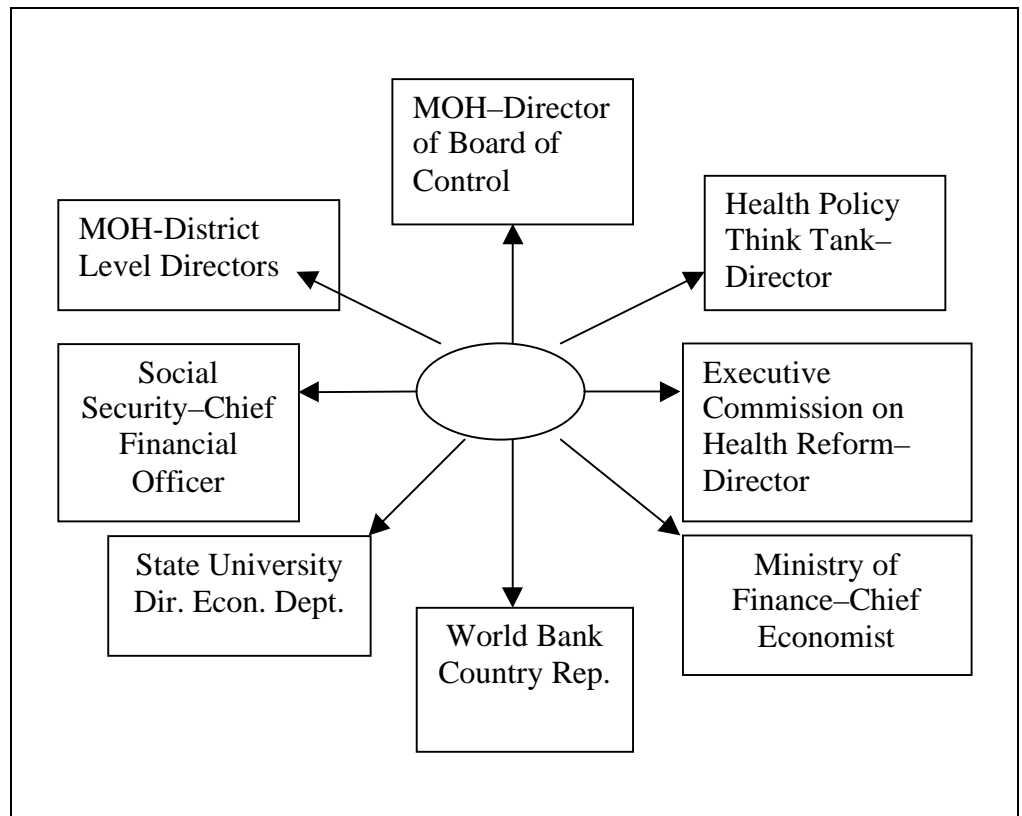 MOH–Director
of Board of
Control
Health Policy
Think Tank–
Director
MOH-District
Level Directors
Social
Security–Chief
Financial
Officer
Executive
Commission on
Health Reform–
Director
State University
Dir. Econ. Dept.
Ministry of
Finance–Chief
Economist
World Bank
Country Rep.